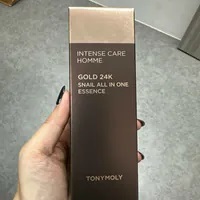 INTENSE CARE
HOMME
GOLD 24K
SNAIL ALL IN ONE
ESSENCE
TONYMOLY